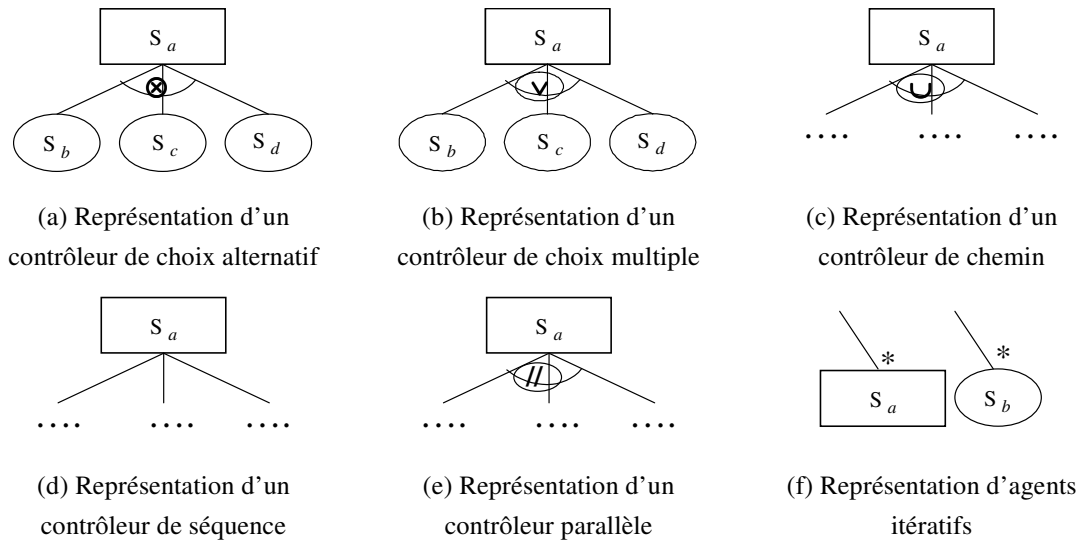 S a S a S a
⊗ ∨ ∪
S b S c S d S b S c S d .... .... ....
(a) Représentation d'un (b) Représentation d'un (c) Représentation d'un
contrôleur de choix alternatif contrôleur de choix multiple contrôleur de chemin
S a S a
// * *
S a S b
.... .... .... .... .... ....
(d) Représentation d'un (e) Représentation d'un (f) Représentation d'agents
contrôleur de séquence contrôleur parallèle itératifs